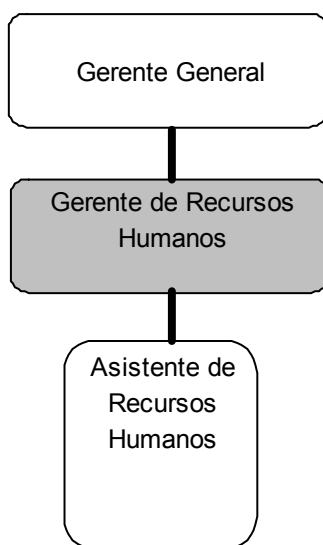 Gerente General
Gerente de Recursos
Humanos
Asistente de
Recursos
Humanos